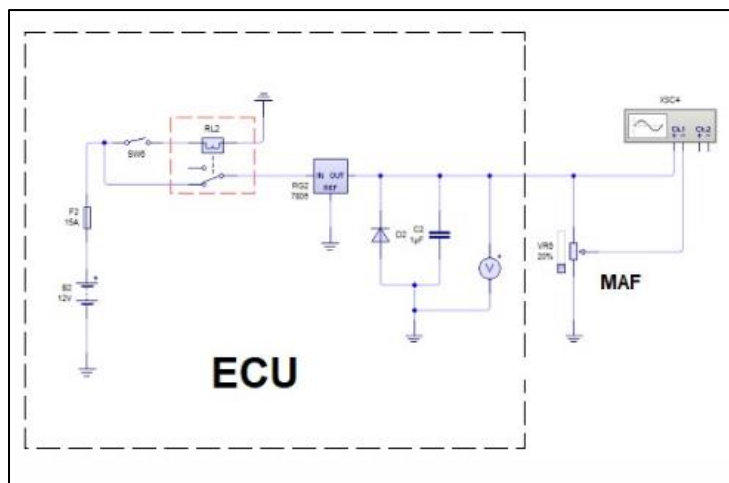 XSC4
Ch1 Ch2
RL2
SW6
IN OUT
REF
RG2
7805
F2
15A
D2
C2
1µF
V
VR6
20%
MAF
B2
12V
ECU